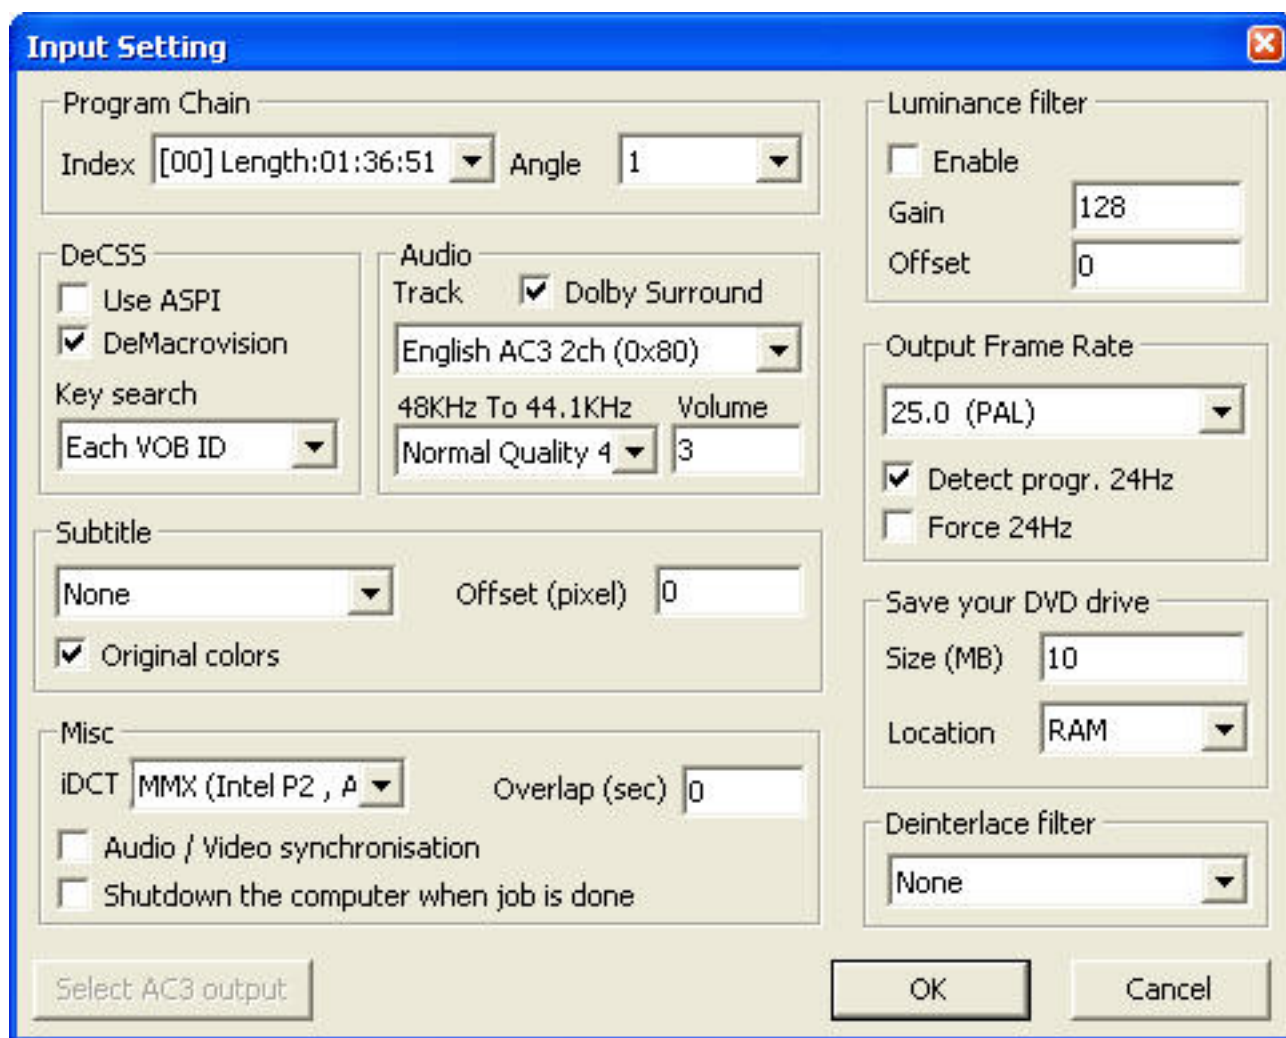 Input Setting
Program Chain
Index [00] Length:01:36:51 Angle 1
DeCSS
Use ASPI
DeMacrovision
Key search
Each VOB ID
Audio
Track Dolby Surround
English AC3 2ch (0x80)
48KHz To 44.1KHz Volume
Normal Quality 4 3
Subtitle
None Offset (pixel) 0
Original colors
Misc
iDCT MMX (Intel P2 , A Overlap (sec) 0
Audio / Video synchronisation
Shutdown the computer when job is done
Luminance filter
Enable
Gain 128
Offset 0
Output Frame Rate
25.0 (PAL)
Detect progr. 24Hz
Force 24Hz
Save your DVD drive
Size (MB) 10
Location RAM
Deinterlace filter
None
Select AC3 output OK Cancel